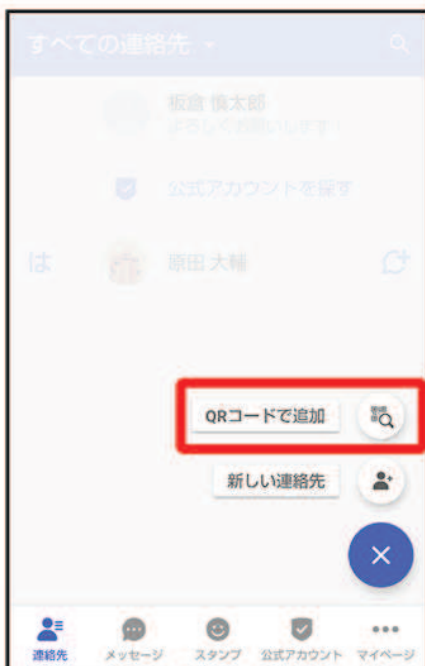 すべての連絡先
板倉 慎太郎
よろしくお願いします！
公式アカウントを探す
は
原田 大輔
QRコードで追加
新しい連絡先
連絡先
メッセージ
スタンプ
公式アカウント
マイページ